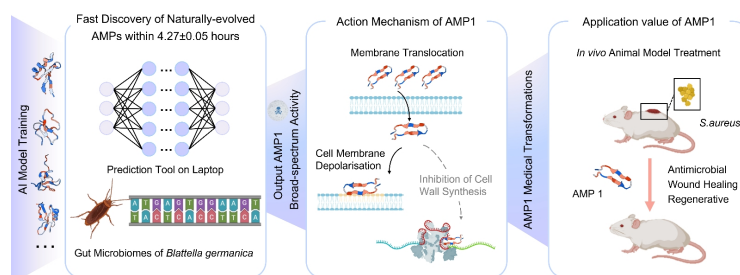 AI Model Training
Fast Discovery of Naturally-evolved
AMPs within 4.27±0.05 hours
Prediction Tool on Laptop
A T G A G T G G A A G T
T A C T C A C C T T C A
Gut Microbiomes of Blattella germanica
Output AMP1
Broad-spectrum Activity
Action Mechanism of AMP1
Membrane Translocation
Cell Membrane
Depolarisation
Inhibition of Cell
Wall Synthesis
AMP1 Medical Transformations
Application value of AMP1
In vivo Animal Model Treatment
S.aureus
AMP 1
Antimicrobial
Wound Healing
Regenerative